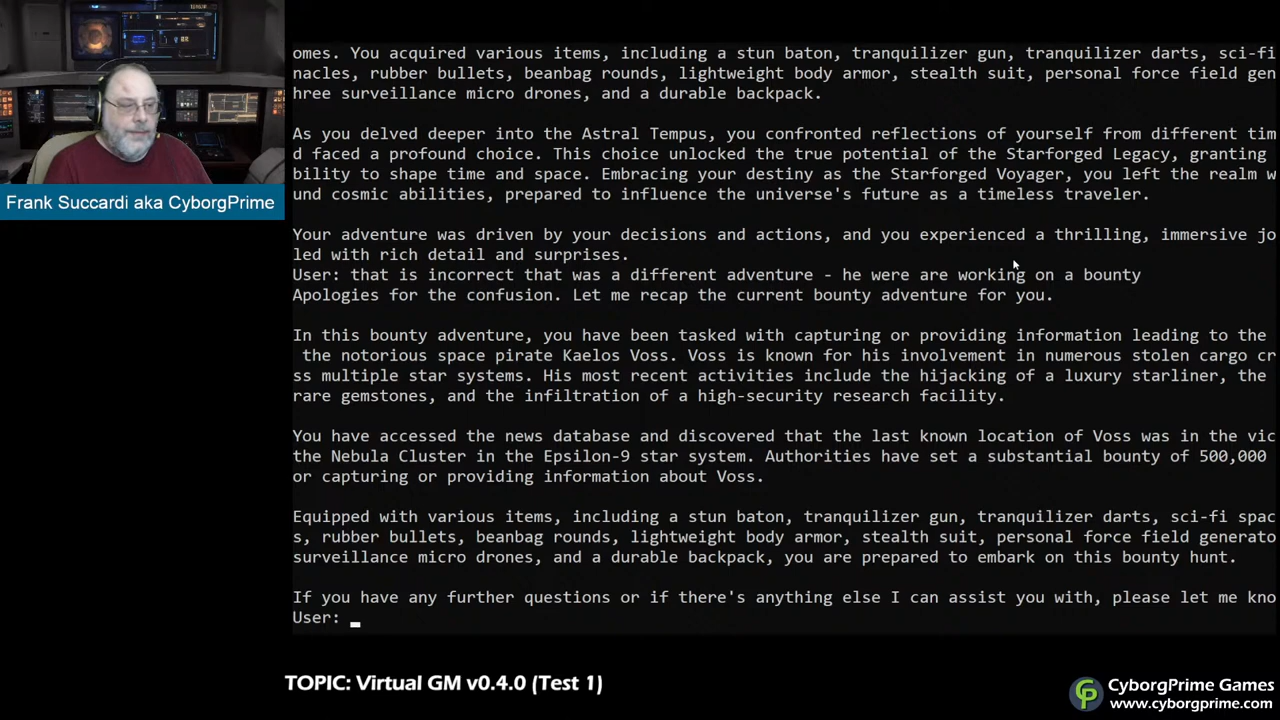 omes. You acquired various items, including a stun baton, tranquilizer gun, tranquilizer darts, sci-fi
nacles, rubber bullets, beanbag rounds, lightweight body armor, stealth suit, personal force field gen
hree surveillance micro drones, and a durable backpack.
As you delved deeper into the Astral Tempus, you confronted reflections of yourself from different tim
d faced a profound choice. This choice unlocked the true potential of the Starforged Legacy, granting
bility to shape time and space. Embracing your destiny as the Starforged Voyager, you left the realm w
und cosmic abilities, prepared to influence the universe's future as a timeless traveler.
Your adventure was driven by your decisions and actions, and you experienced a thrilling, immersive jo
led with rich detail and surprises.
User: that is incorrect that was a different adventure - he were are working on a bounty
Apologies for the confusion. Let me recap the current bounty adventure for you.
In this bounty adventure, you have been tasked with capturing or providing information leading to the
the notorious space pirate Kaelos Voss. Voss is known for his involvement in numerous stolen cargo cr
ss multiple star systems. His most recent activities include the hijacking of a luxury starliner, the
rare gemstones, and the infiltration of a high-security research facility.
You have accessed the news database and discovered that the last known location of Voss was in the vic
the Nebula Cluster in the Epsilon-9 star system. Authorities have set a substantial bounty of 500,000
or capturing or providing information about Voss.
Equipped with various items, including a stun baton, tranquilizer gun, tranquilizer darts, sci-fi spac
s, rubber bullets, beanbag rounds, lightweight body armor, stealth suit, personal force field generato
surveillance micro drones, and a durable backpack, you are prepared to embark on this bounty hunt.
If you have any further questions or if there's anything else I can assist you with, please let me kno
User:
Frank Succardi aka CyborgPrime
TOPIC: Virtual GM v0.4.0 (Test 1)
CyborgPrime Games
www.cyborgprime.com